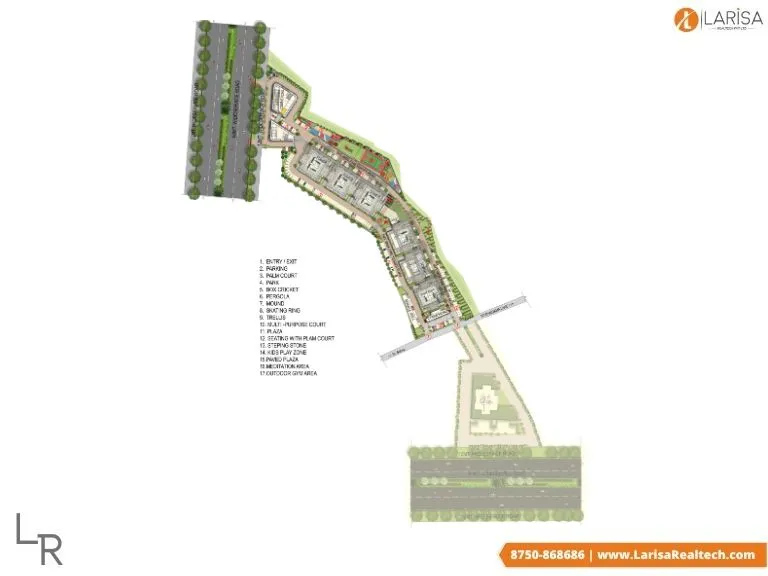 LARISA
REALTECH PVT LTD
1. ENTRY / EXIT
2. PARKING
3. PALM COURT
4. PARK
5. BOX CRICKET
6. PERGOLA
7. MOUND
8. SKATING RING
9. TRELLIS
10. MULTI -PURPOSE COURT
11. PLAZA
12. SEATING WITH PLAM COURT
13. STEPING STONE
14. KIDS PLAY ZONE
15. PAVED PLAZA
16. MEDITATION AREA
17. OUTDOOR GYM AREA
LR
8750-868686 | www.LarisaRealtech.com